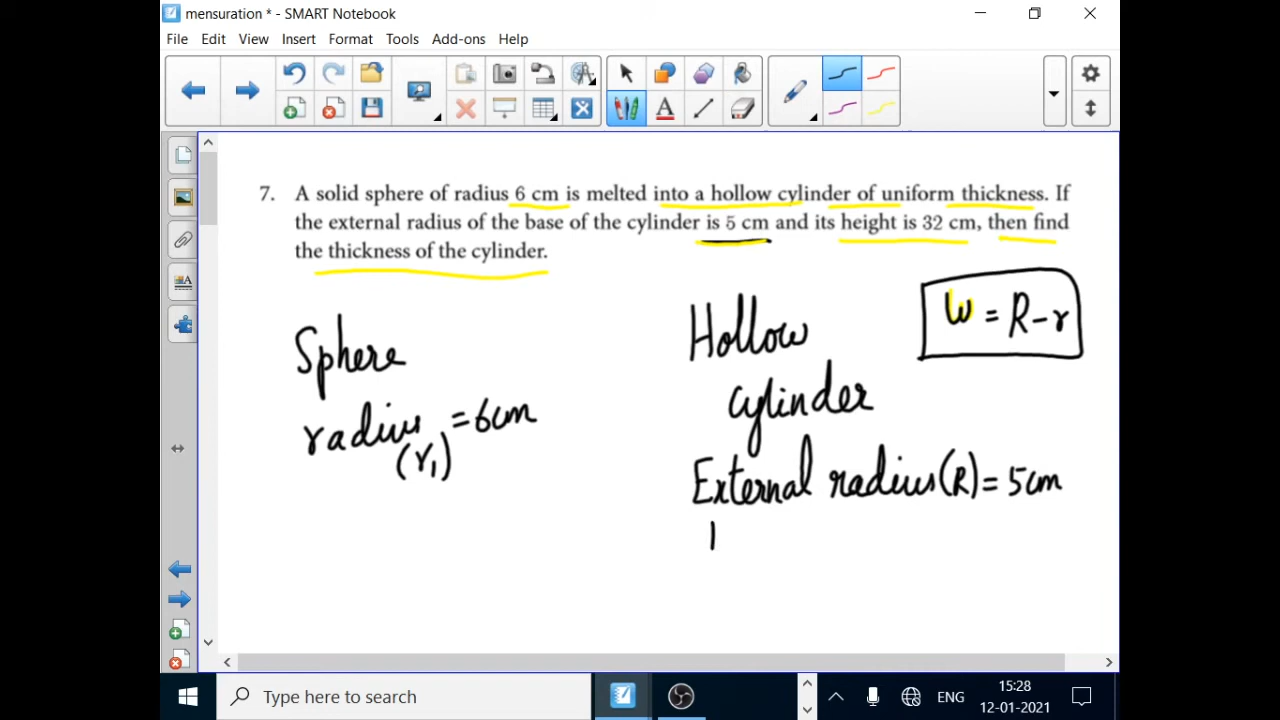 mensuration * - SMART Notebook
File Edit View Insert Format Tools Add-ons Help
7. A solid sphere of radius 6 cm is melted into a hollow cylinder of uniform thickness. If
the external radius of the base of the cylinder is 5 cm and its height is 32 cm, then find
the thickness of the cylinder.
W = R-r
Sphere
radius = 6cm
(r₁)
Hollow
cylinder
External radius (R) = 5cm
Type here to search
ENG
15:28
12-01-2021